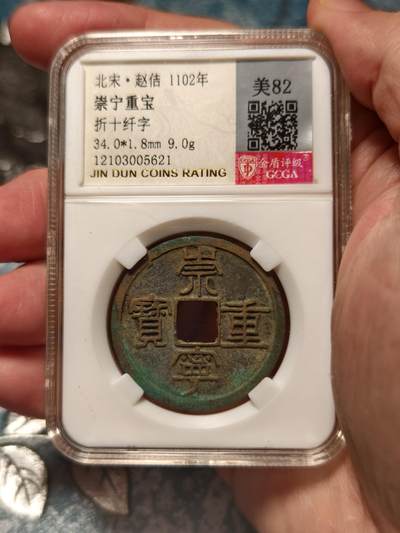 北宋·赵佶 1102年
崇宁重宝
折十纤字
34.0*1.8mm 9.0g
12103005621
JIN DUN COINS RATING
美82
金盾评级
GCGA
崇
寳 重
寧